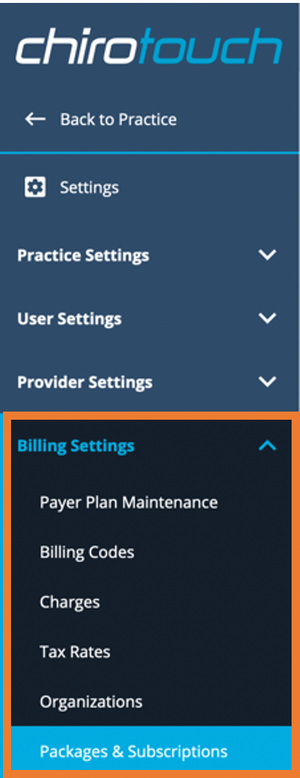 chirotouch
Back to Practice
Settings
Practice Settings
User Settings
Provider Settings
Billing Settings
Payer Plan Maintenance
Billing Codes
Charges
Tax Rates
Organizations
Packages & Subscriptions